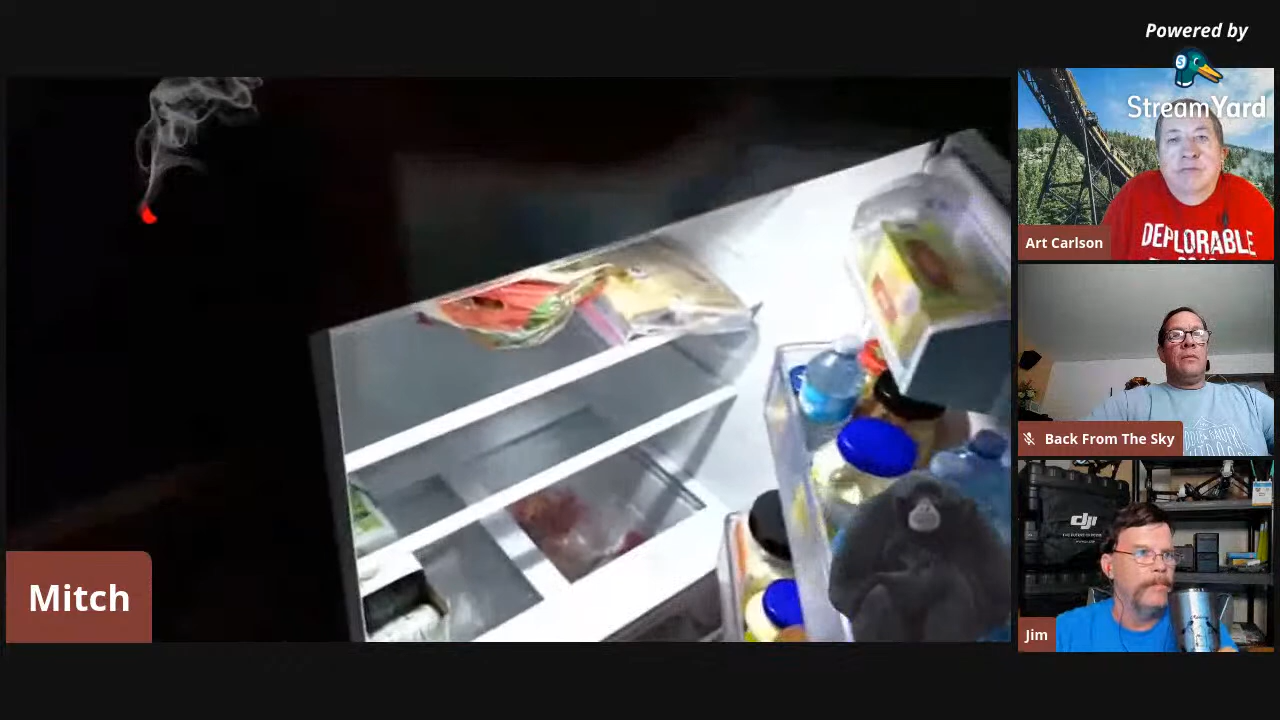 Powered by
StreamYard
Art Carlson
DEPLORABLE
Back From The Sky
dji
Jim
Mitch